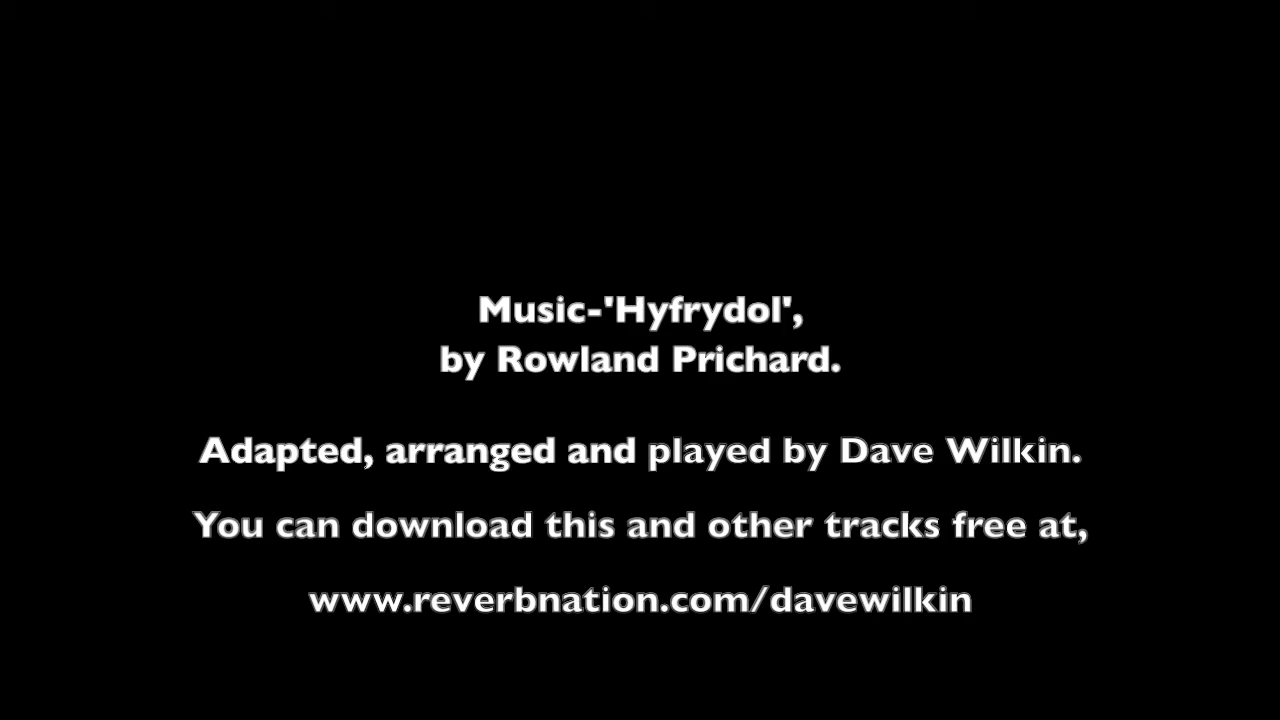 Music-'Hyfrydol',
by Rowland Prichard.
Adapted, arranged and played by Dave Wilkin.
You can download this and other tracks free at,
www.reverbnation.com/davewilkin